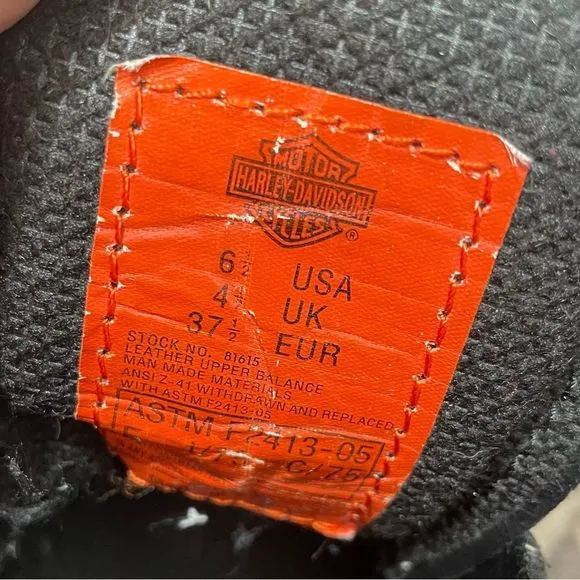 MOTOR
HARLEY-DAVIDSON
CYCLES
®
6½ USA
4½ UK
37½ EUR
STOCK NO. 81615
LEATHER UPPER BALANCE
MAN MADE MATERIALS
ANSI Z-41 WITHDRAWN AND REPLACED
WITH ASTM F2413-05
ASTM F2413-05
F I/75 C/75